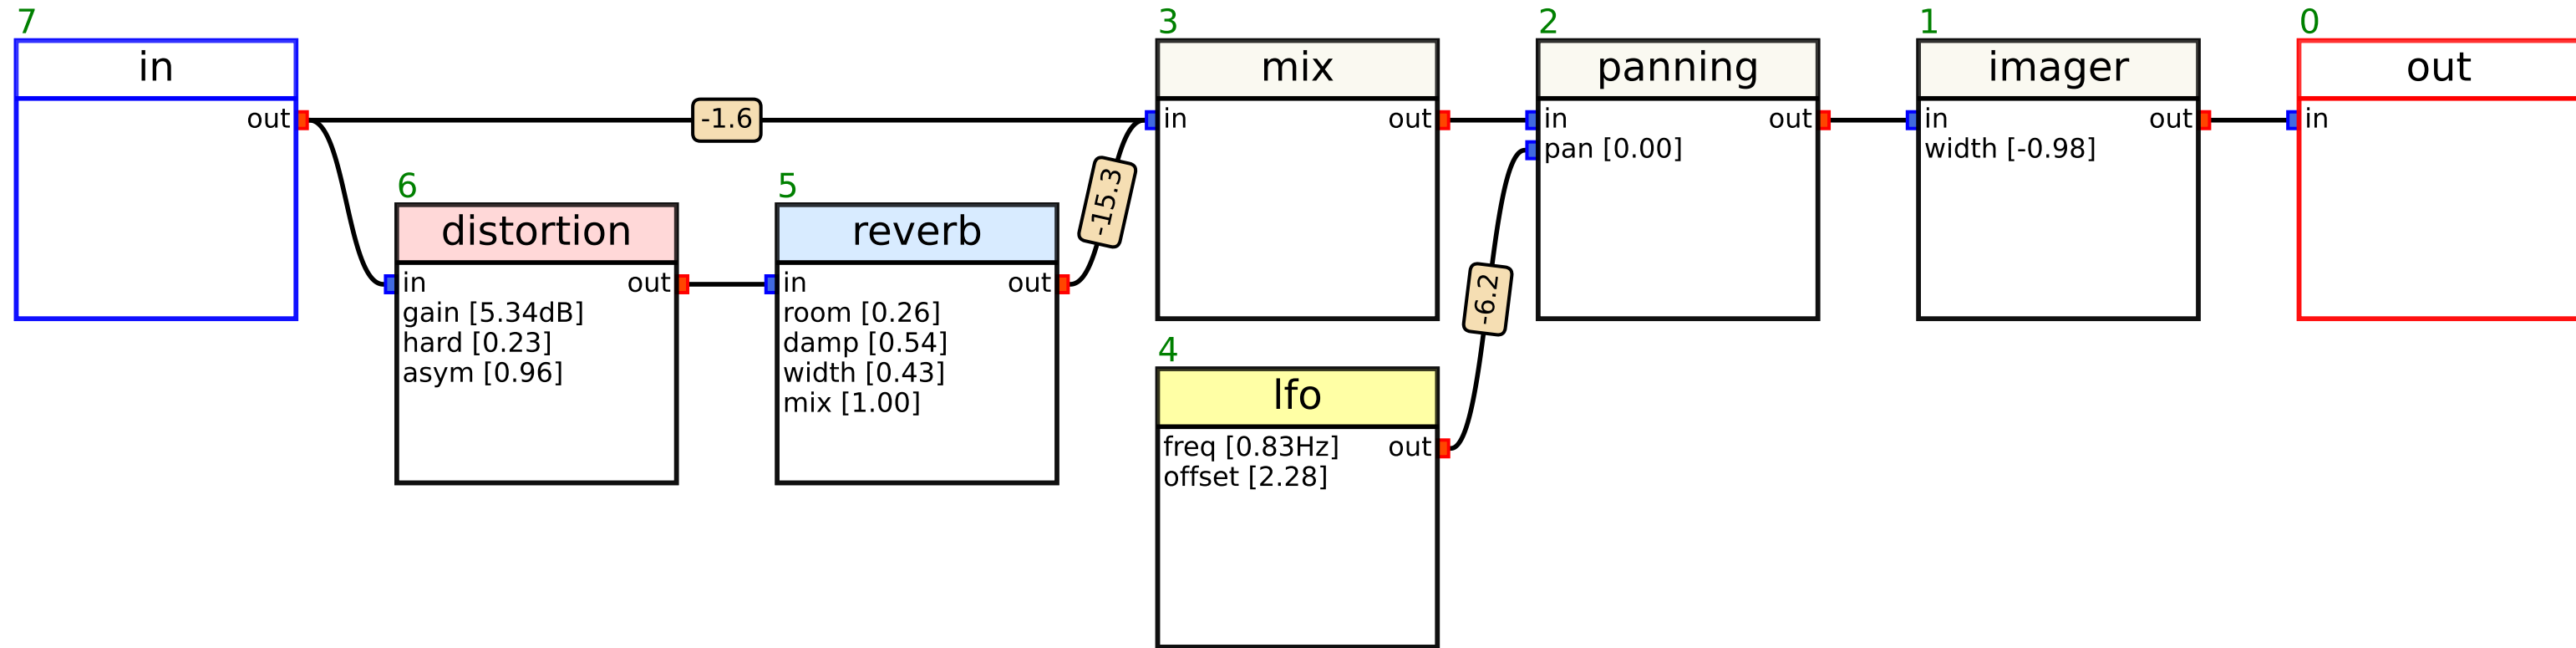 7
in
out
-1.6
6
distortion
in out
gain [5.34dB]
hard [0.23]
asym [0.96]
5
reverb
in out
room [0.26]
damp [0.54]
width [0.43]
mix [1.00]
-15.3
3
mix
in out
4
lfo
freq [0.83Hz] out
offset [2.28]
-6.2
2
panning
in out
pan [0.00]
1
imager
in out
width [-0.98]
0
out
in